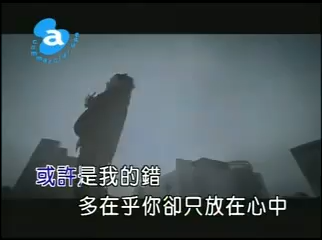 a
或許是我的錯
多在乎你卻只放在心中